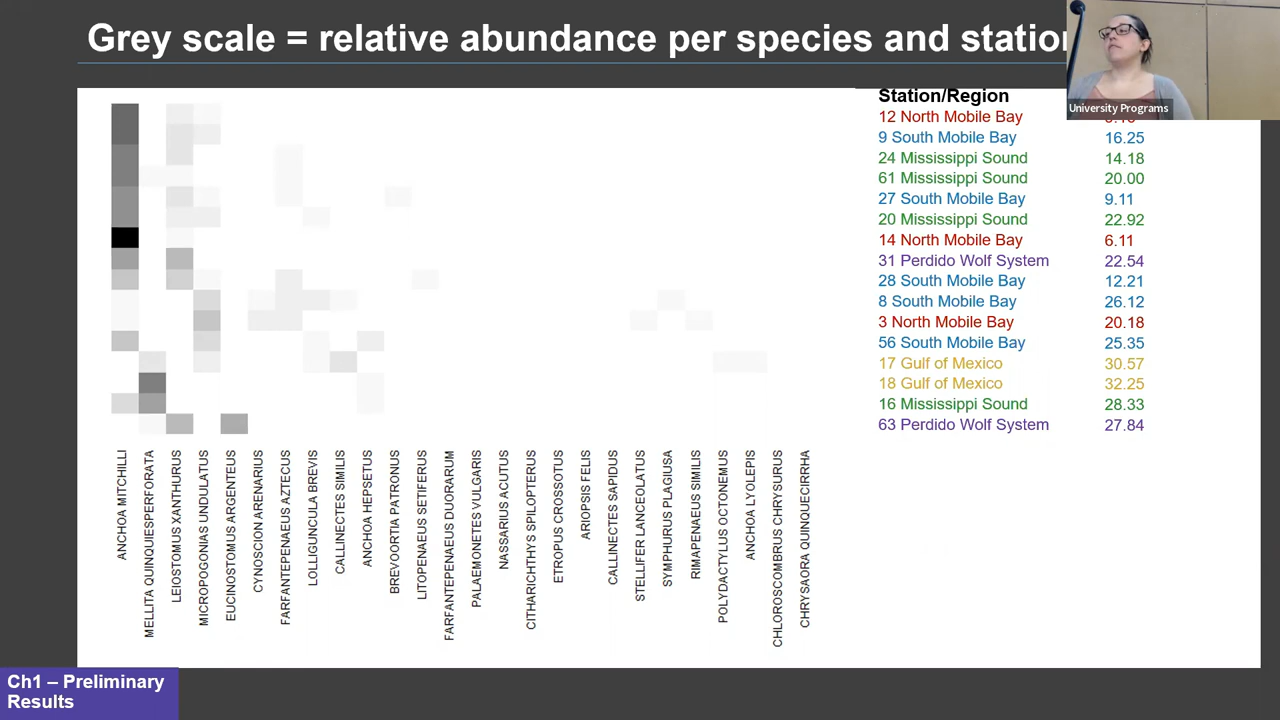 Grey scale = relative abundance per species and station
University Programs
Station/Region
12 North Mobile Bay
9 South Mobile Bay 16.25
24 Mississippi Sound 14.18
61 Mississippi Sound 20.00
27 South Mobile Bay 9.11
20 Mississippi Sound 22.92
14 North Mobile Bay 6.11
31 Perdido Wolf System 22.54
28 South Mobile Bay 12.21
8 South Mobile Bay 26.12
3 North Mobile Bay 20.18
56 South Mobile Bay 25.35
17 Gulf of Mexico 30.57
18 Gulf of Mexico 32.25
16 Mississippi Sound 28.33
63 Perdido Wolf System 27.84
ANCHOA MITCHILLI
MELLITA QUINQUIESPERFORATA
LEIOSTOMUS XANTHURUS
MICROPOGONIAS UNDULATUS
EUCINOSTOMUS ARGENTEUS
CYNOSCION ARENARIUS
FARFANTEPENAEUS AZTECUS
LOLLIGUNCULA BREVIS
CALLINECTES SIMILIS
ANCHOA HEPSETUS
BREVOORTIA PATRONUS
LITOPENAEUS SETIFERUS
FARFANTEPENAEUS DUORARUM
PALAEMONETES VULGARIS
NASSARIUS ACUTUS
CITHARICHTHYS SPILOPTERUS
ETROPUS CROSSOTUS
ARIOPSIS FELIS
CALLINECTES SAPIDUS
STELLIFER LANCEOLATUS
SYMPHURUS PLAGIUSA
RIMAPENAEUS SIMILIS
POLYDACTYLUS OCTONEMUS
ANCHOA LYOLEPIS
CHLOROSCOMBRUS CHRYSURUS
CHRYSAORA QUINQUECIRRHA
Ch1 – Preliminary
Results